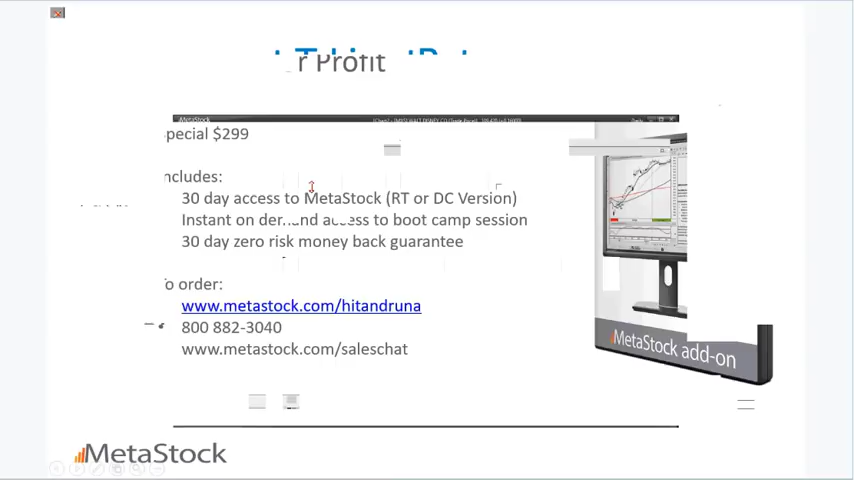 r Profit
MetaStock
pecial $299
ncludes:
30 day access to MetaStock (RT or DC Version)
Instant on demand access to boot camp session
30 day zero risk money back guarantee
o order:
www.metastock.com/hitandruna
800 882-3040
www.metastock.com/saleschat
MetaStock add-on
MetaStock